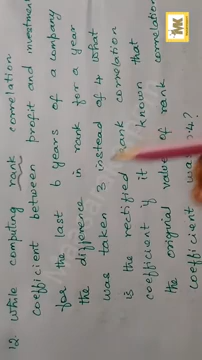 12 While computing rank correlation
coefficient between profit and investment
for the last 6 years of a company
the difference in rank for a year
was taken 3 instead of 4 what
is the rectified rank correlation
coefficient if it known that
the original value of rank correlation
coefficient was 0.4?
MK